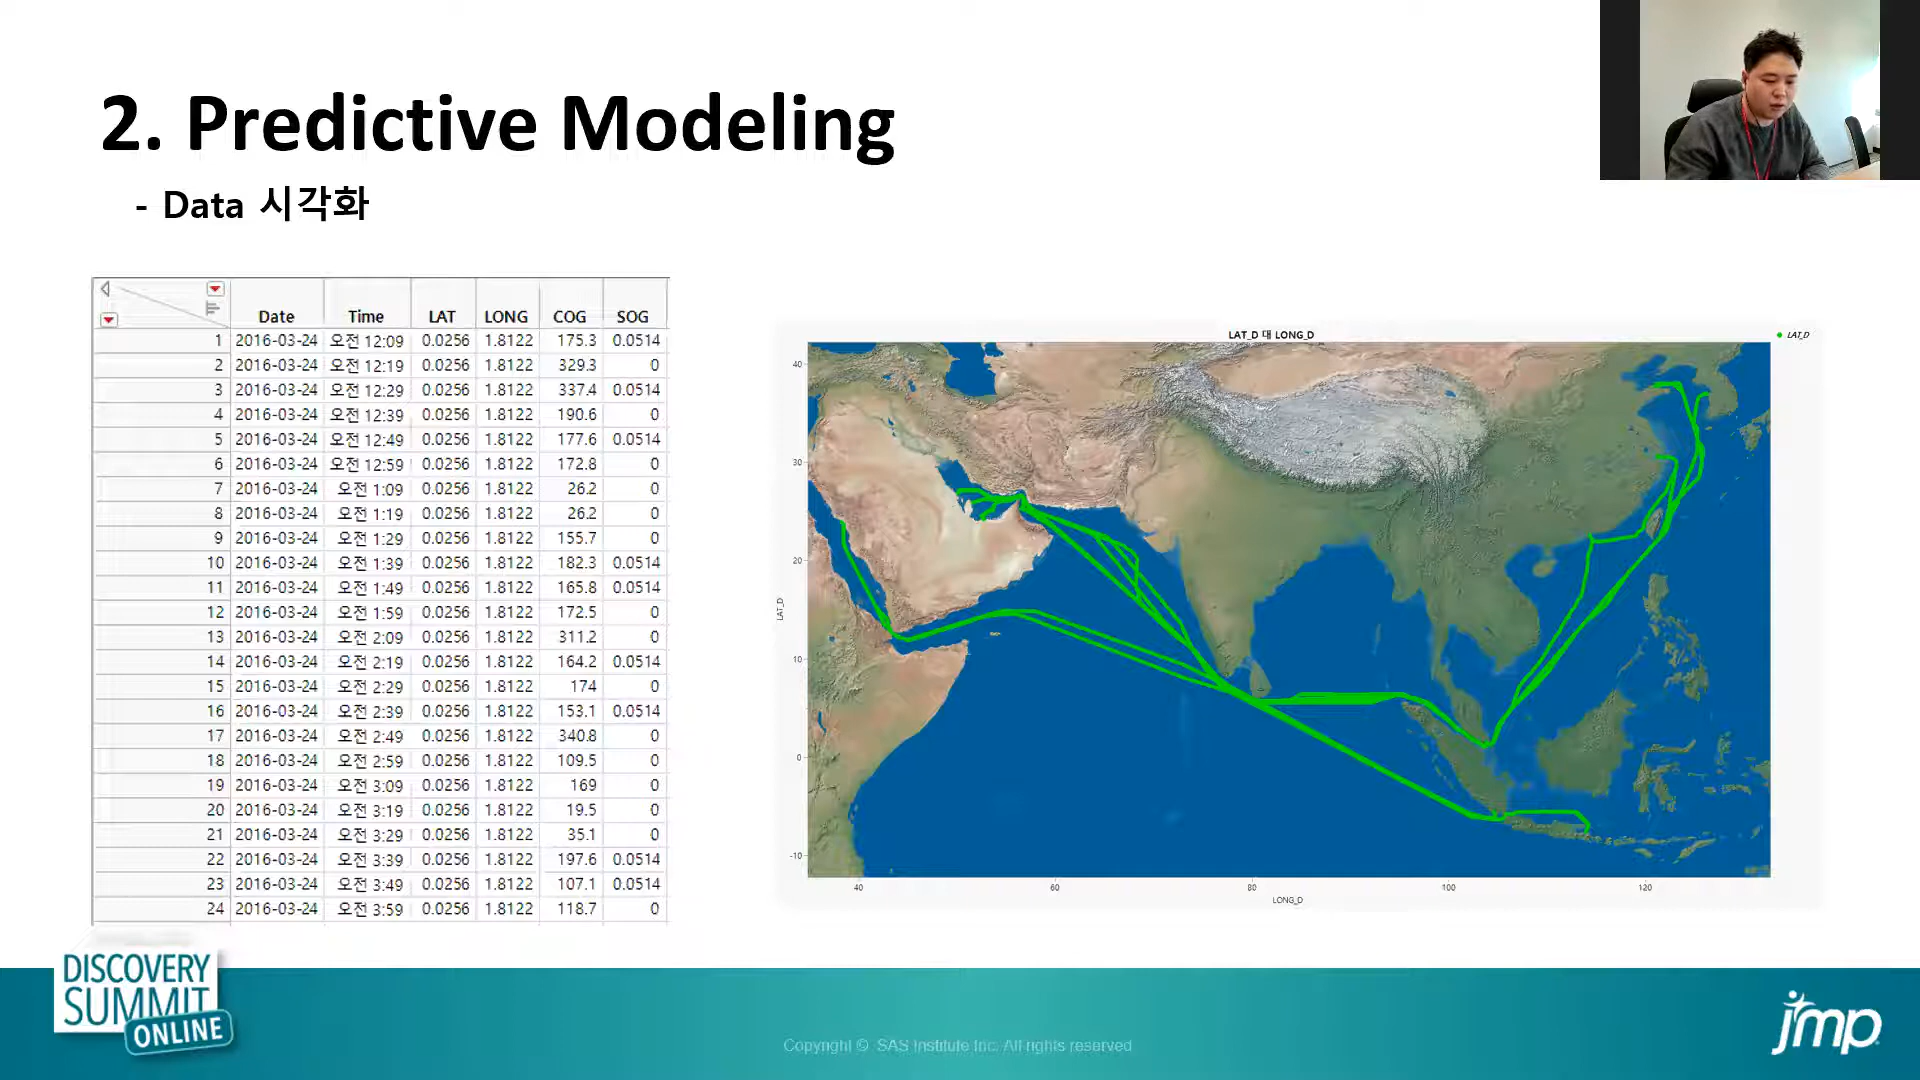 2. Predictive Modeling
- Data 시각화
Date Time LAT LONG COG SOG
1 2016-03-24 오전 12:09 0.0256 1.8122 175.3 0.0514
2 2016-03-24 오전 12:19 0.0256 1.8122 329.3 0
3 2016-03-24 오전 12:29 0.0256 1.8122 337.4 0.0514
4 2016-03-24 오전 12:39 0.0256 1.8122 190.6 0
5 2016-03-24 오전 12:49 0.0256 1.8122 177.6 0.0514
6 2016-03-24 오전 12:59 0.0256 1.8122 172.8 0
7 2016-03-24 오전 1:09 0.0256 1.8122 26.2 0
8 2016-03-24 오전 1:19 0.0256 1.8122 26.2 0
9 2016-03-24 오전 1:29 0.0256 1.8122 155.7 0
10 2016-03-24 오전 1:39 0.0256 1.8122 182.3 0.0514
11 2016-03-24 오전 1:49 0.0256 1.8122 165.8 0.0514
12 2016-03-24 오전 1:59 0.0256 1.8122 172.5 0
13 2016-03-24 오전 2:09 0.0256 1.8122 311.2 0
14 2016-03-24 오전 2:19 0.0256 1.8122 164.2 0.0514
15 2016-03-24 오전 2:29 0.0256 1.8122 174 0
16 2016-03-24 오전 2:39 0.0256 1.8122 153.1 0.0514
17 2016-03-24 오전 2:49 0.0256 1.8122 340.8 0
18 2016-03-24 오전 2:59 0.0256 1.8122 109.5 0
19 2016-03-24 오전 3:09 0.0256 1.8122 169 0
20 2016-03-24 오전 3:19 0.0256 1.8122 19.5 0
21 2016-03-24 오전 3:29 0.0256 1.8122 35.1 0
22 2016-03-24 오전 3:39 0.0256 1.8122 197.6 0.0514
23 2016-03-24 오전 3:49 0.0256 1.8122 107.1 0.0514
24 2016-03-24 오전 3:59 0.0256 1.8122 118.7 0
LAT_D 대 LONG_D
LAT_D
40
30
20
10
0
-10
LAT_D
40 60 80 100 120
LONG_D
DISCOVERY
SUMMIT
ONLINE
Copyright © SAS Institute Inc. All rights reserved
jmp